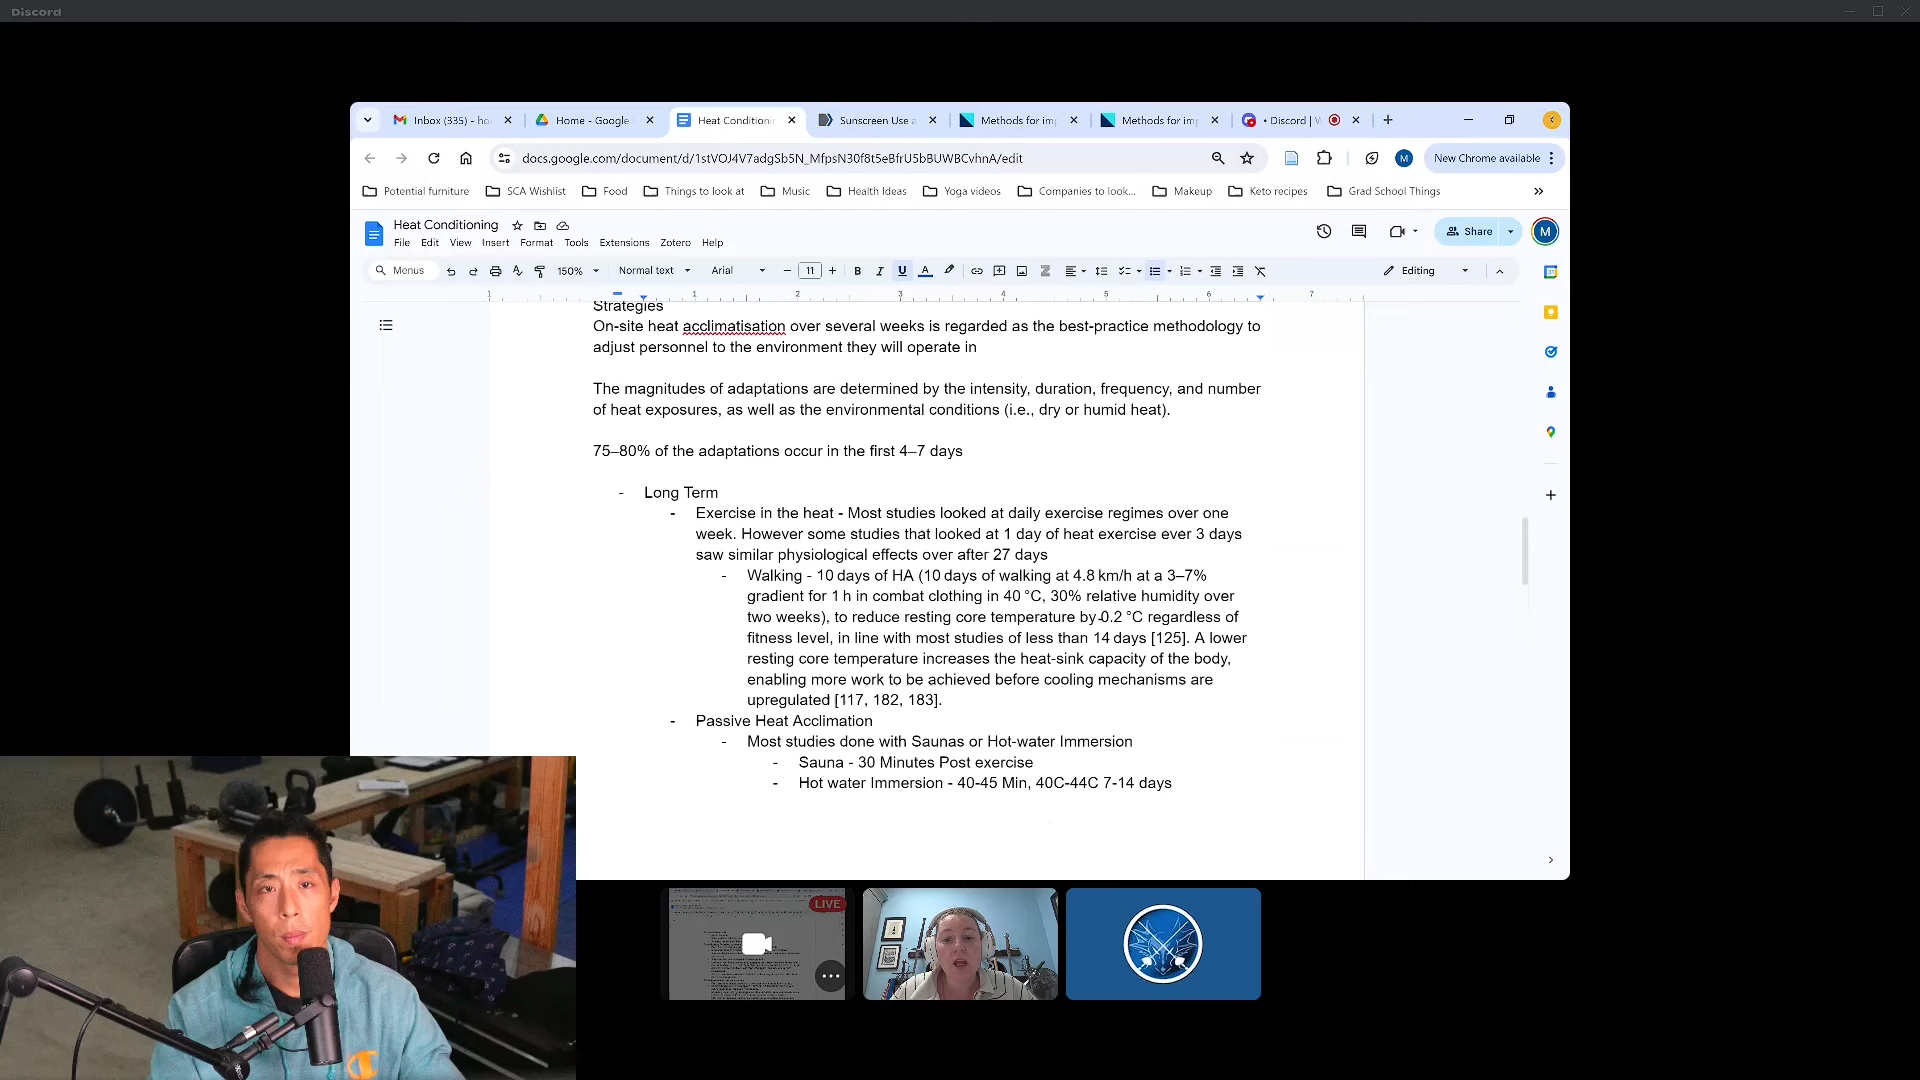 Discord
Inbox (335) - ho
Home - Google
Heat Conditionin
Sunscreen Use a
Methods for imp
Methods for imp
• Discord | W
docs.google.com/document/d/1stVOJ4V7adgSb5N_MfpsN30f8t5eBfrU5bBUWBCvhnA/edit
M
New Chrome available
Potential furniture
SCA Wishlist
Food
Things to look at
Music
Health Ideas
Yoga videos
Companies to look...
Makeup
Keto recipes
Grad School Things
Heat Conditioning
File Edit View Insert Format Tools Extensions Zotero Help
Share
M
Menus
150%
Normal text
Arial
11
B I U A
Editing
1 1 2 3 4 5 6 7
Strategies
On-site heat acclimatisation over several weeks is regarded as the best-practice methodology to
adjust personnel to the environment they will operate in
The magnitudes of adaptations are determined by the intensity, duration, frequency, and number
of heat exposures, as well as the environmental conditions (i.e., dry or humid heat).
75–80% of the adaptations occur in the first 4–7 days
- Long Term
- Exercise in the heat - Most studies looked at daily exercise regimes over one
week. However some studies that looked at 1 day of heat exercise ever 3 days
saw similar physiological effects over after 27 days
- Walking - 10 days of HA (10 days of walking at 4.8 km/h at a 3–7%
gradient for 1 h in combat clothing in 40 °C, 30% relative humidity over
two weeks), to reduce resting core temperature by 0.2 °C regardless of
fitness level, in line with most studies of less than 14 days [125]. A lower
resting core temperature increases the heat-sink capacity of the body,
enabling more work to be achieved before cooling mechanisms are
upregulated [117, 182, 183].
- Passive Heat Acclimation
- Most studies done with Saunas or Hot-water Immersion
- Sauna - 30 Minutes Post exercise
- Hot water Immersion - 40-45 Min, 40C-44C 7-14 days
LIVE